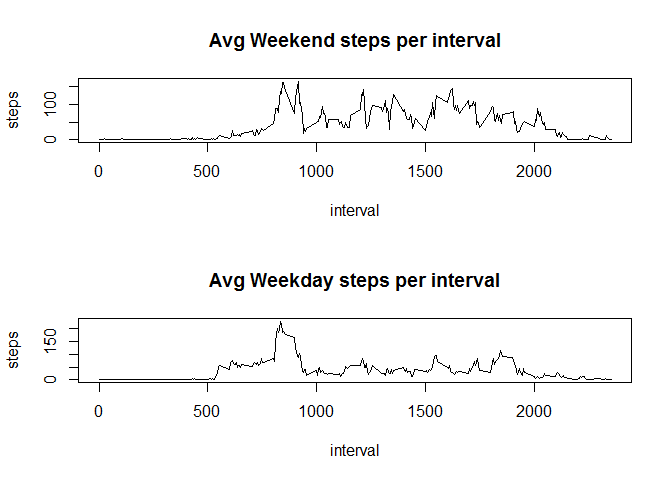 Avg Weekend steps per interval
steps
100
0
0 500 1000 1500 2000
interval
Avg Weekday steps per interval
steps
150
0
0 500 1000 1500 2000
interval